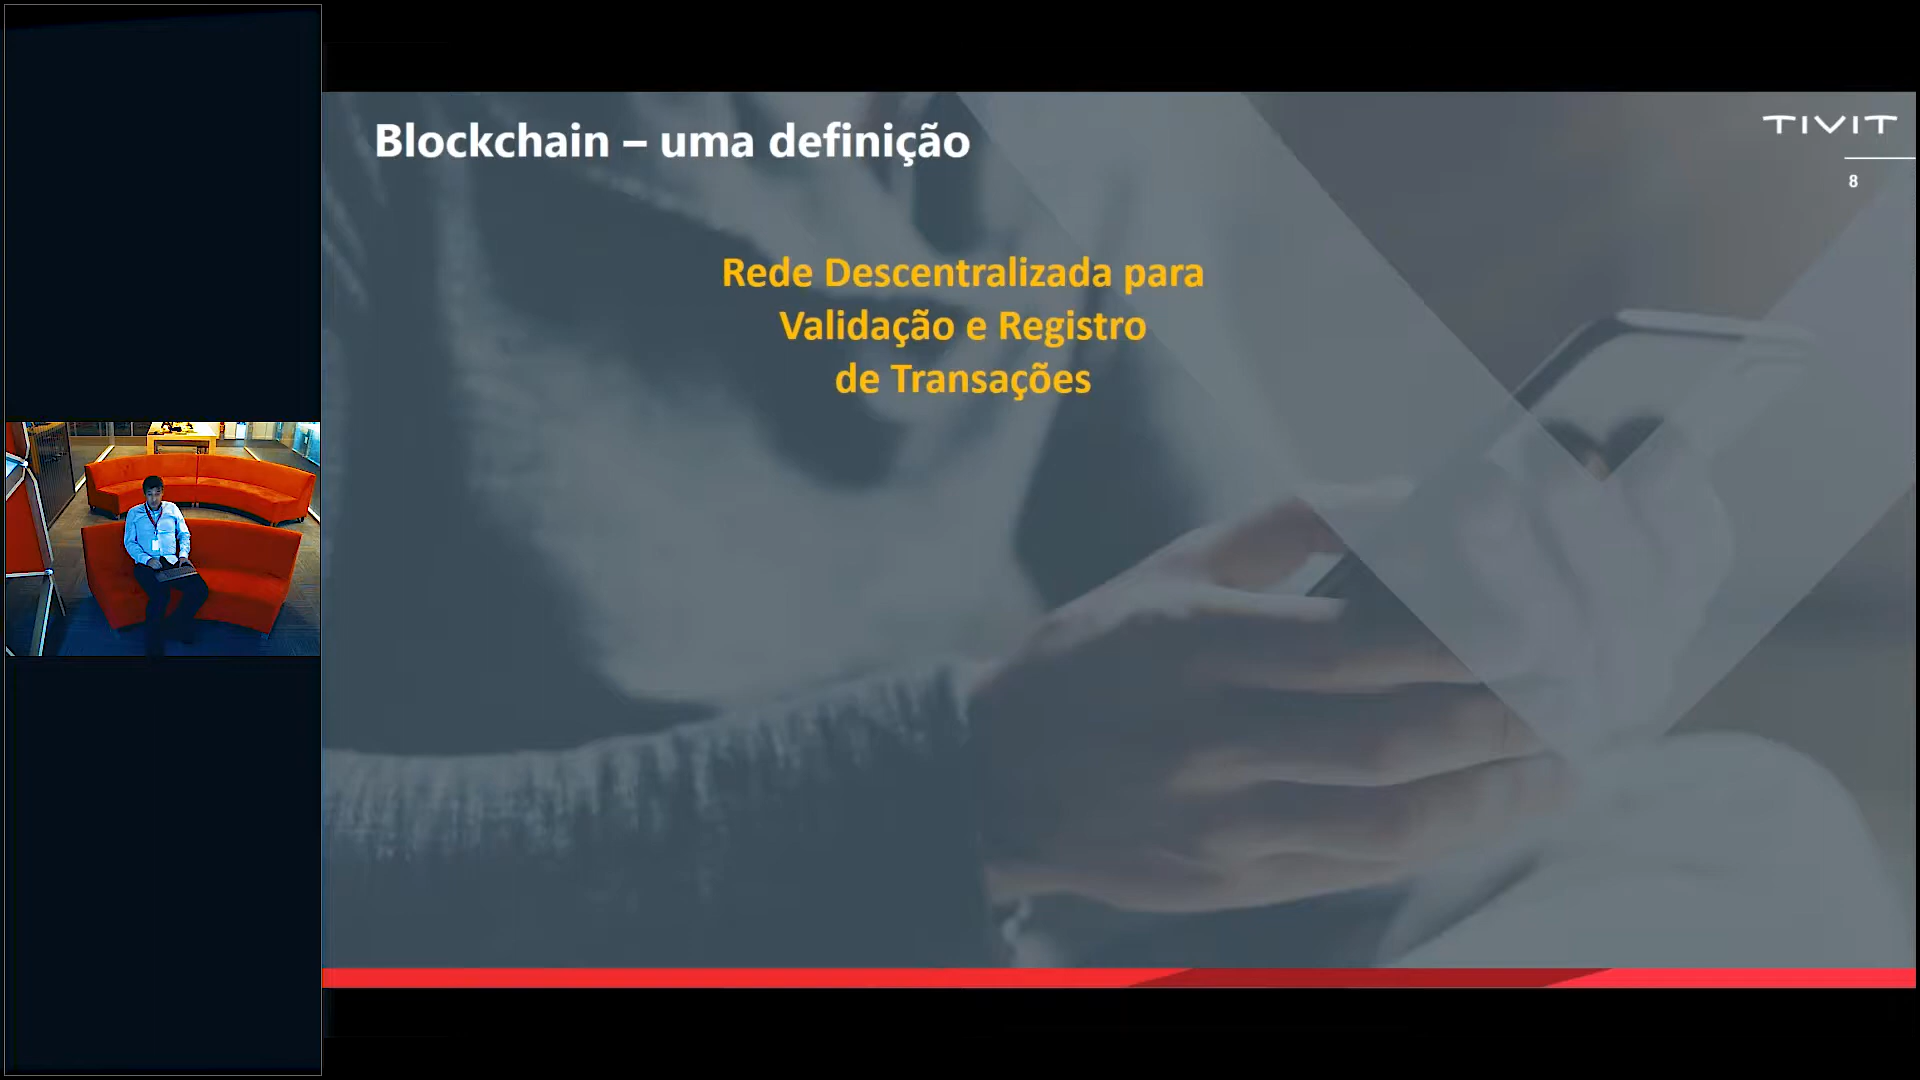 Blockchain – uma definição
TIVIT
8
Rede Descentralizada para
Validação e Registro
de Transações